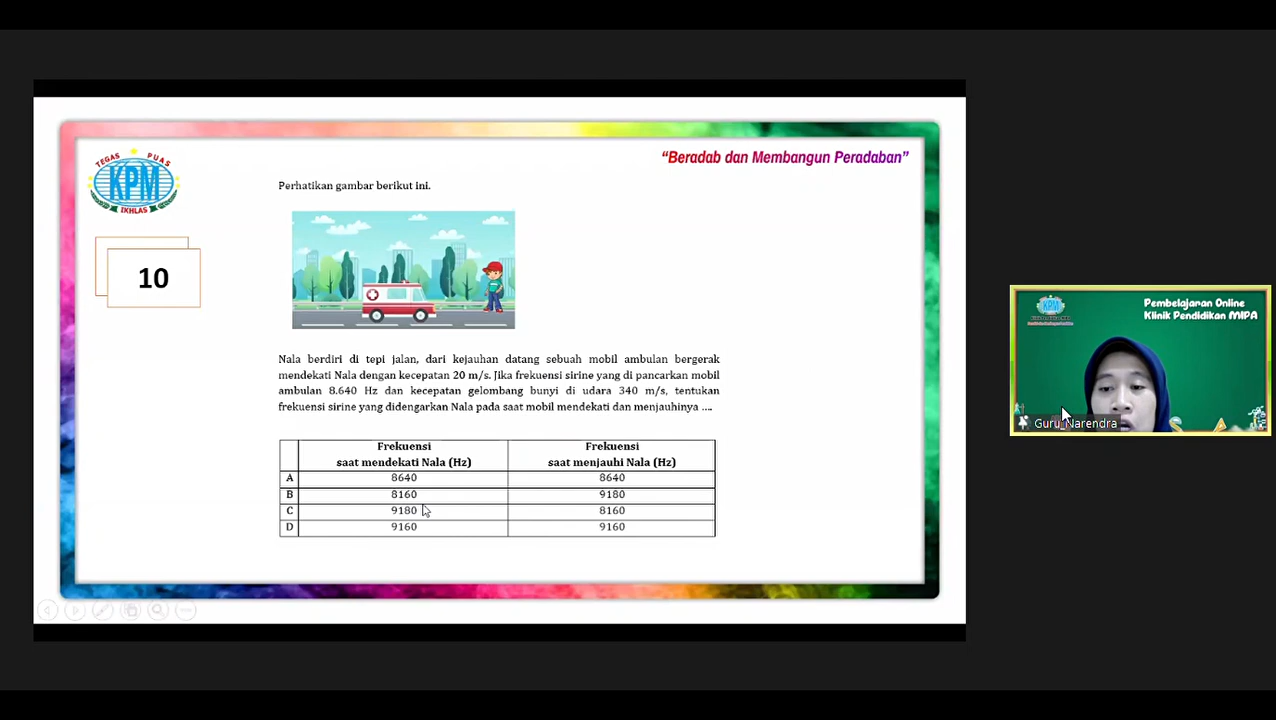 “Beradab dan Membangun Peradaban”
TEGAS PUAS
KPM
IKHLAS
Perhatikan gambar berikut ini.
10
Nala berdiri di tepi jalan, dari kejauhan datang sebuah mobil ambulan bergerak
mendekati Nala dengan kecepatan 20 m/s. Jika frekuensi sirine yang di pancarkan mobil
ambulan 8.640 Hz dan kecepatan gelombang bunyi di udara 340 m/s, tentukan
frekuensi sirine yang didengarkan Nala pada saat mobil mendekati dan menjauhinya ....
Frekuensi saat mendekati Nala (Hz) Frekuensi saat menjauhi Nala (Hz)
A 8640 8640
B 8160 9180
C 9180 8160
D 9160 9160
KPM
Pembelajaran Online
Klinik Pendidikan MIPA
Guru_Narendra